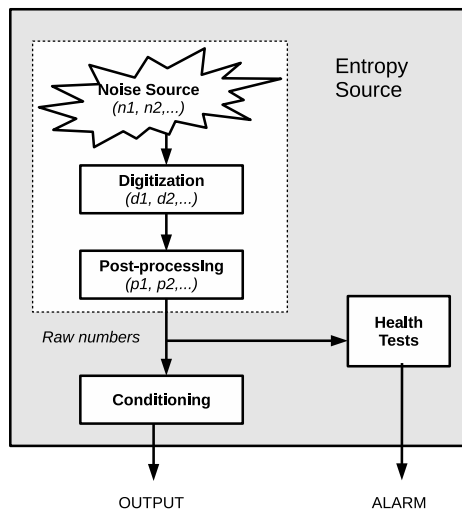 Entropy
Source
Noise Source
(n1, n2,...)
Digitization
(d1, d2,...)
Post-processing
(p1, p2,...)
Raw numbers
Health
Tests
Conditioning
OUTPUT
ALARM